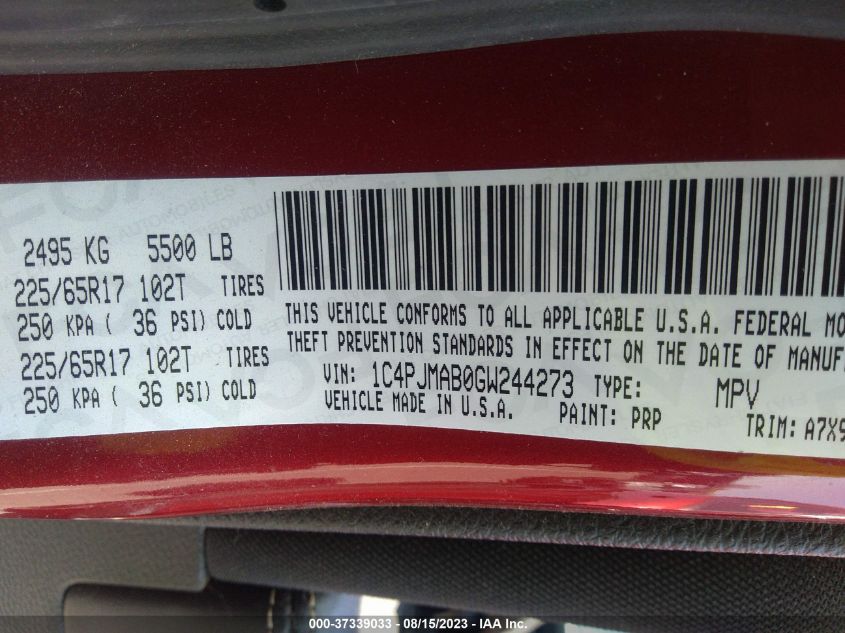 2495 KG 5500 LB
225/65R17 102T TIRES
250 KPA ( 36 PSI) COLD
225/65R17 102T TIRES
250 KPA ( 36 PSI) COLD
THIS VEHICLE CONFORMS TO ALL APPLICABLE U.S.A. FEDERAL MO
THEFT PREVENTION STANDARDS IN EFFECT ON THE DATE OF MANUF
VIN: 1C4PJMAB0GW244273 TYPE: MPV
VEHICLE MADE IN U.S.A. PAINT: PRP TRIM: A7X9
000-37339033 - 08/15/2023 - IAA Inc.